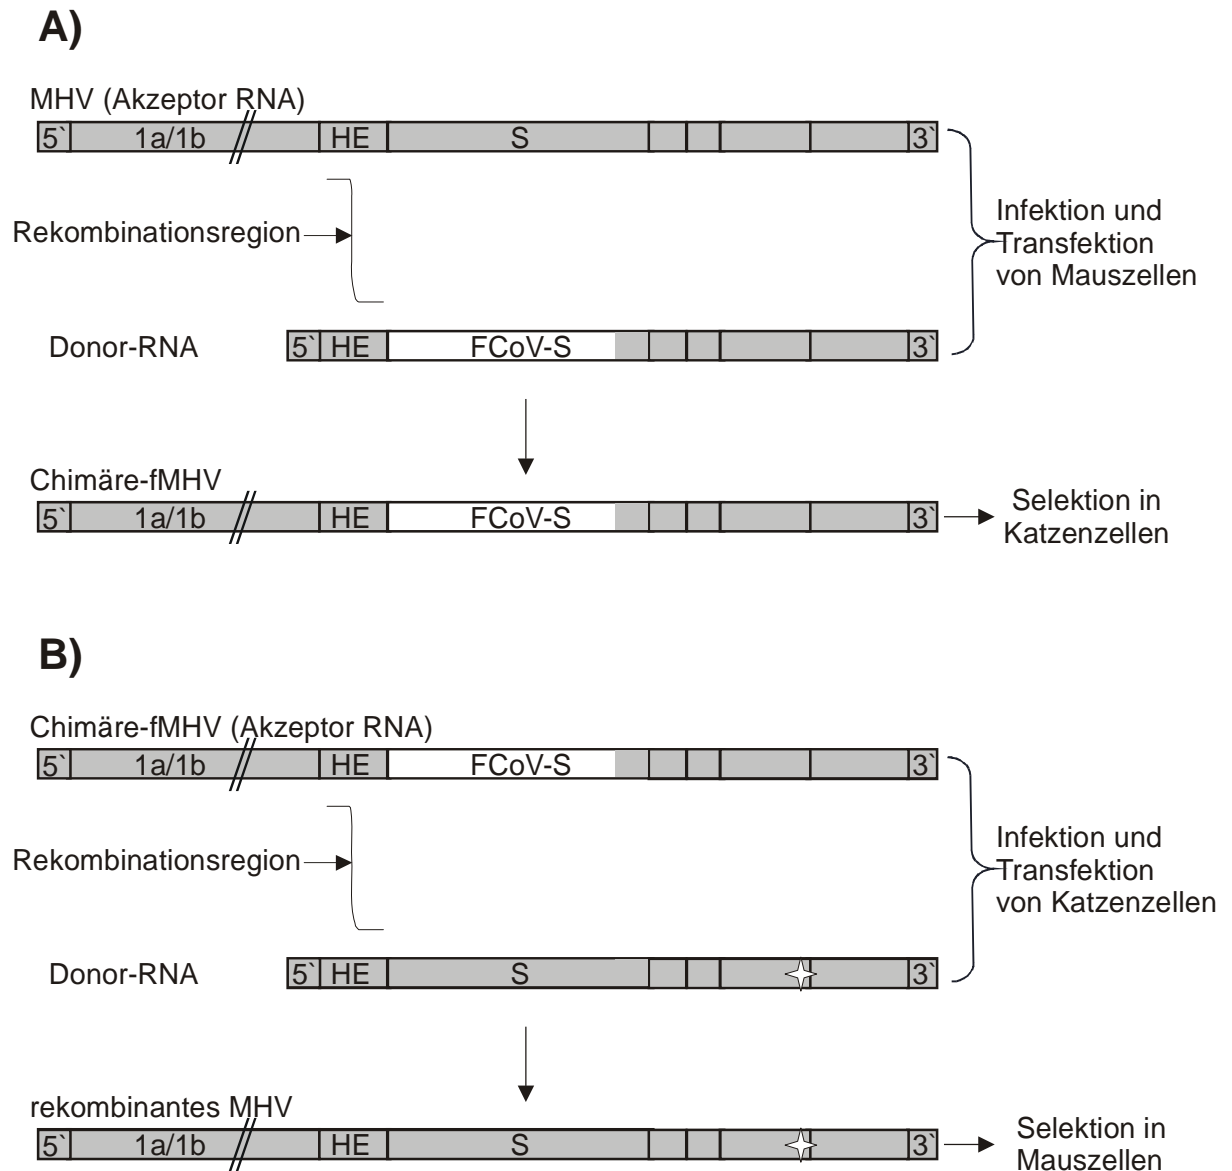 A)
MHV (Akzeptor RNA)
5` 1a/1b HE S 3`
Rekombinationsregion
Infektion und
Transfektion
von Mauszellen
Donor-RNA 5` HE FCoV-S 3`
Chimäre-fMHV
5` 1a/1b HE FCoV-S 3`
Selektion in
Katzenzellen
B)
Chimäre-fMHV (Akzeptor RNA)
5` 1a/1b HE FCoV-S 3`
Rekombinationsregion
Infektion und
Transfektion
von Katzenzellen
Donor-RNA 5` HE S 3`
rekombinantes MHV
5` 1a/1b HE S 3`
Selektion in
Mauszellen